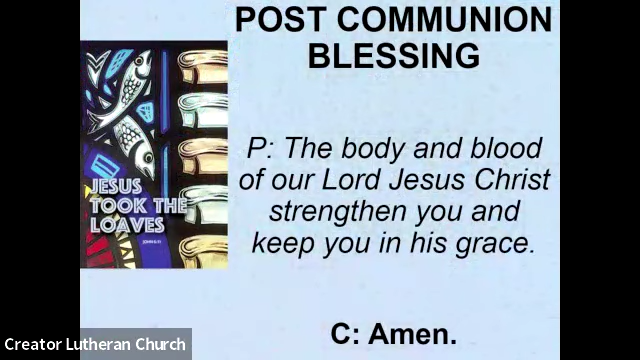 POST COMMUNION
BLESSING
P: The body and blood
of our Lord Jesus Christ
strengthen you and
keep you in his grace.
C: Amen.
JESUS
TOOK THE
LOAVES
Creator Lutheran Church